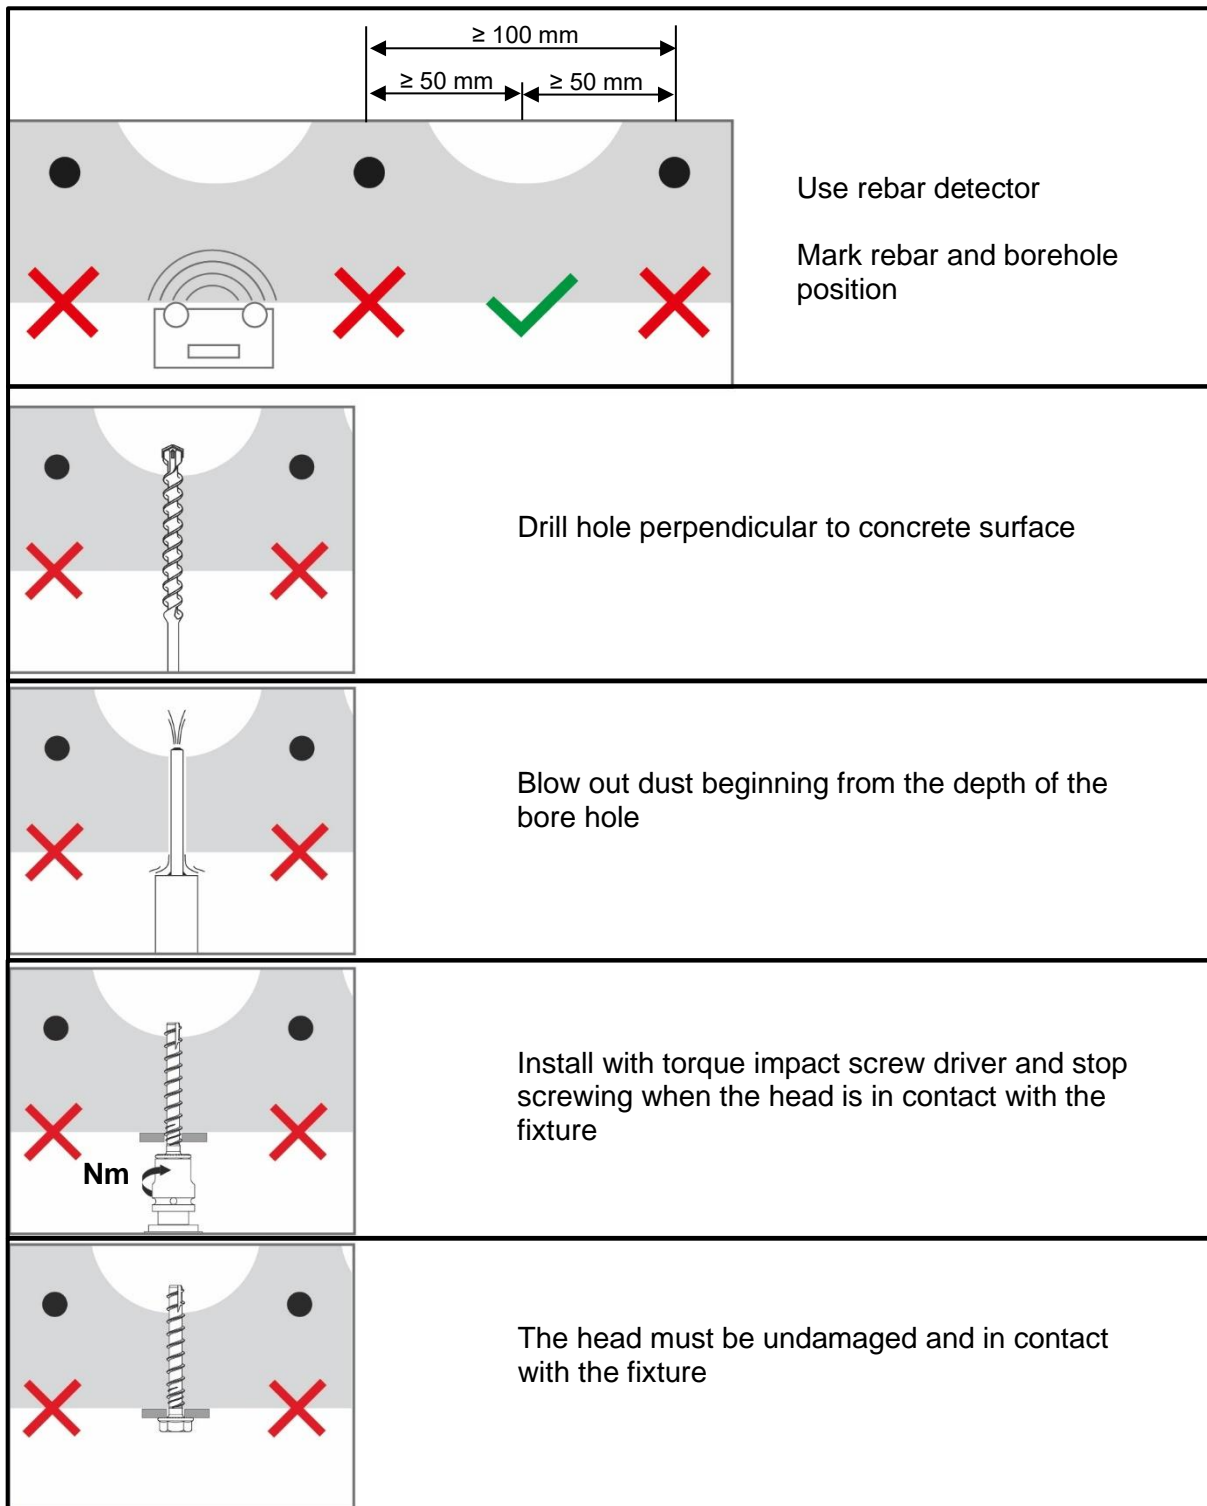 ≥ 100 mm
≥ 50 mm
≥ 50 mm
Use rebar detector
Mark rebar and borehole
position
Drill hole perpendicular to concrete surface
Blow out dust beginning from the depth of the
bore hole
Install with torque impact screw driver and stop
screwing when the head is in contact with the
fixture
Nm
The head must be undamaged and in contact
with the fixture